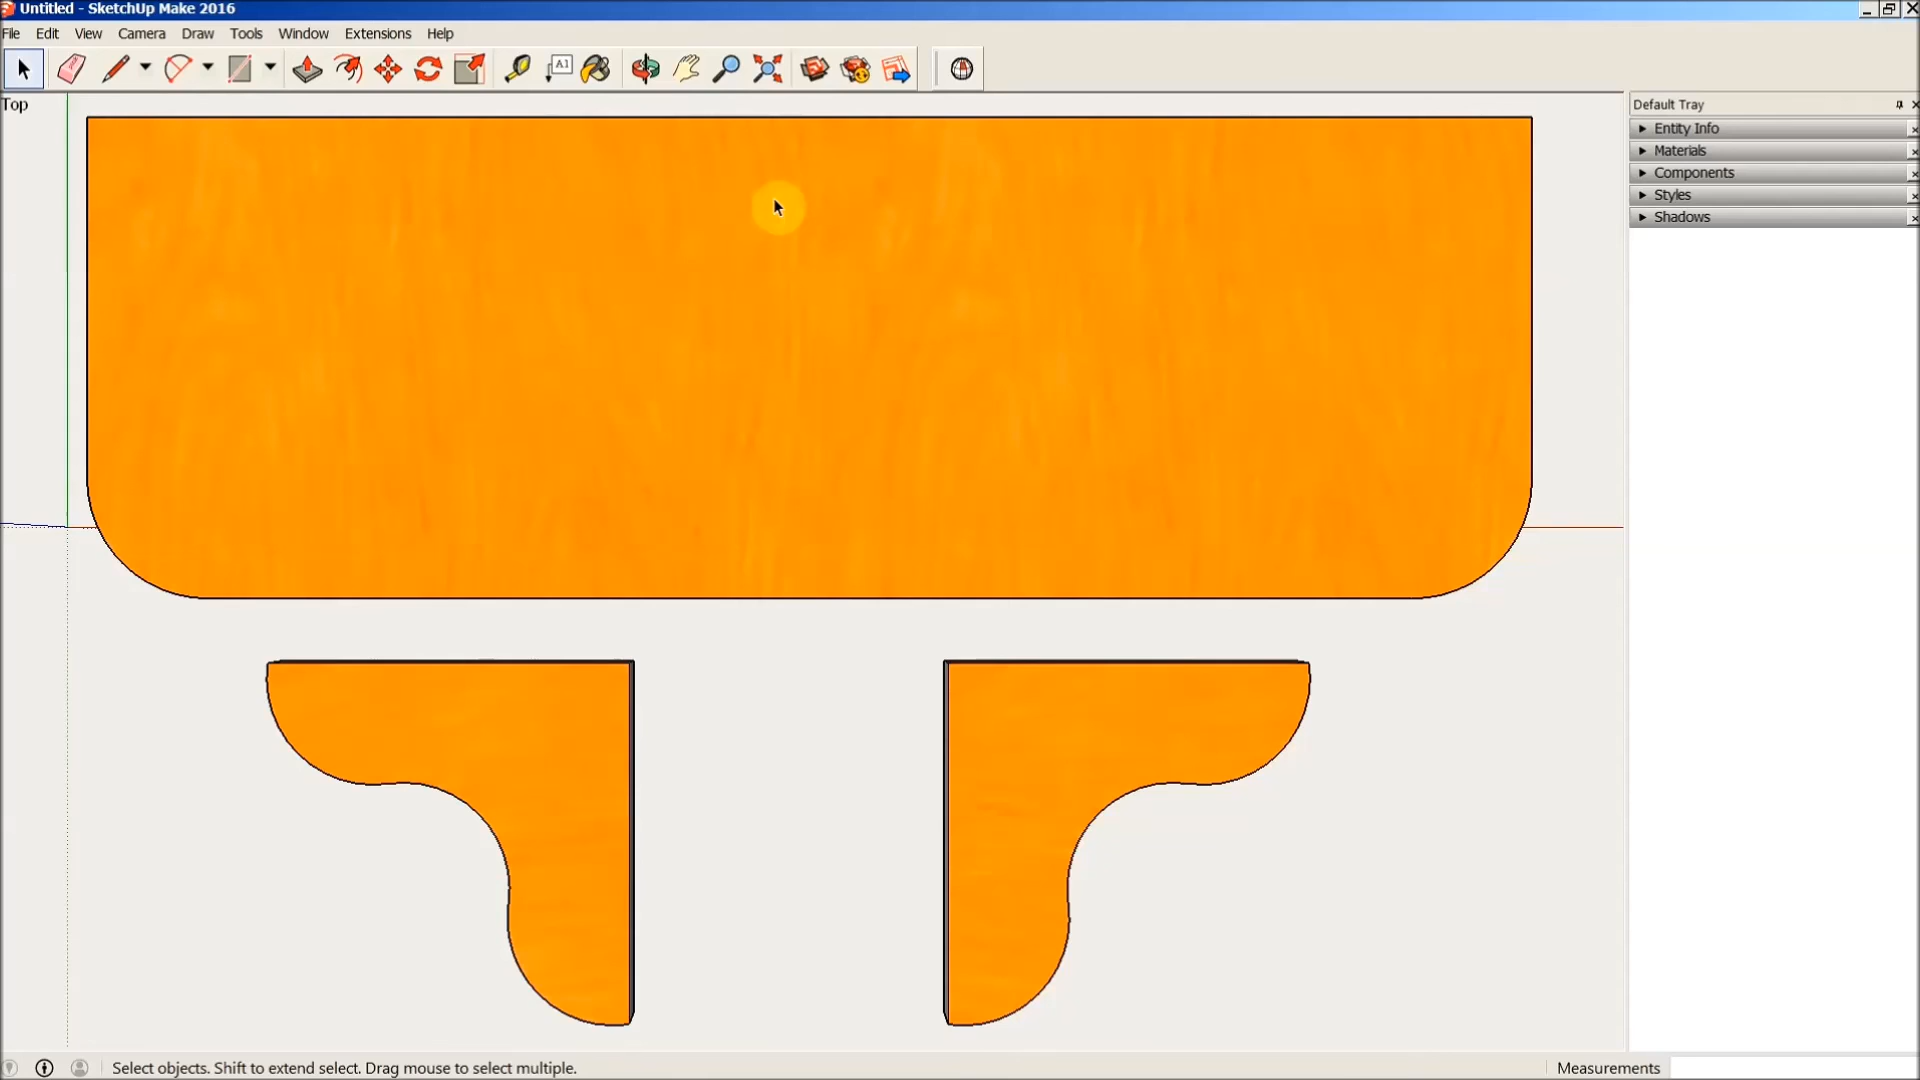 Untitled - SketchUp Make 2016
File Edit View Camera Draw Tools Window Extensions Help
A1
Top
Default Tray
Entity Info
Materials
Components
Styles
Shadows
Select objects. Shift to extend select. Drag mouse to select multiple.
Measurements